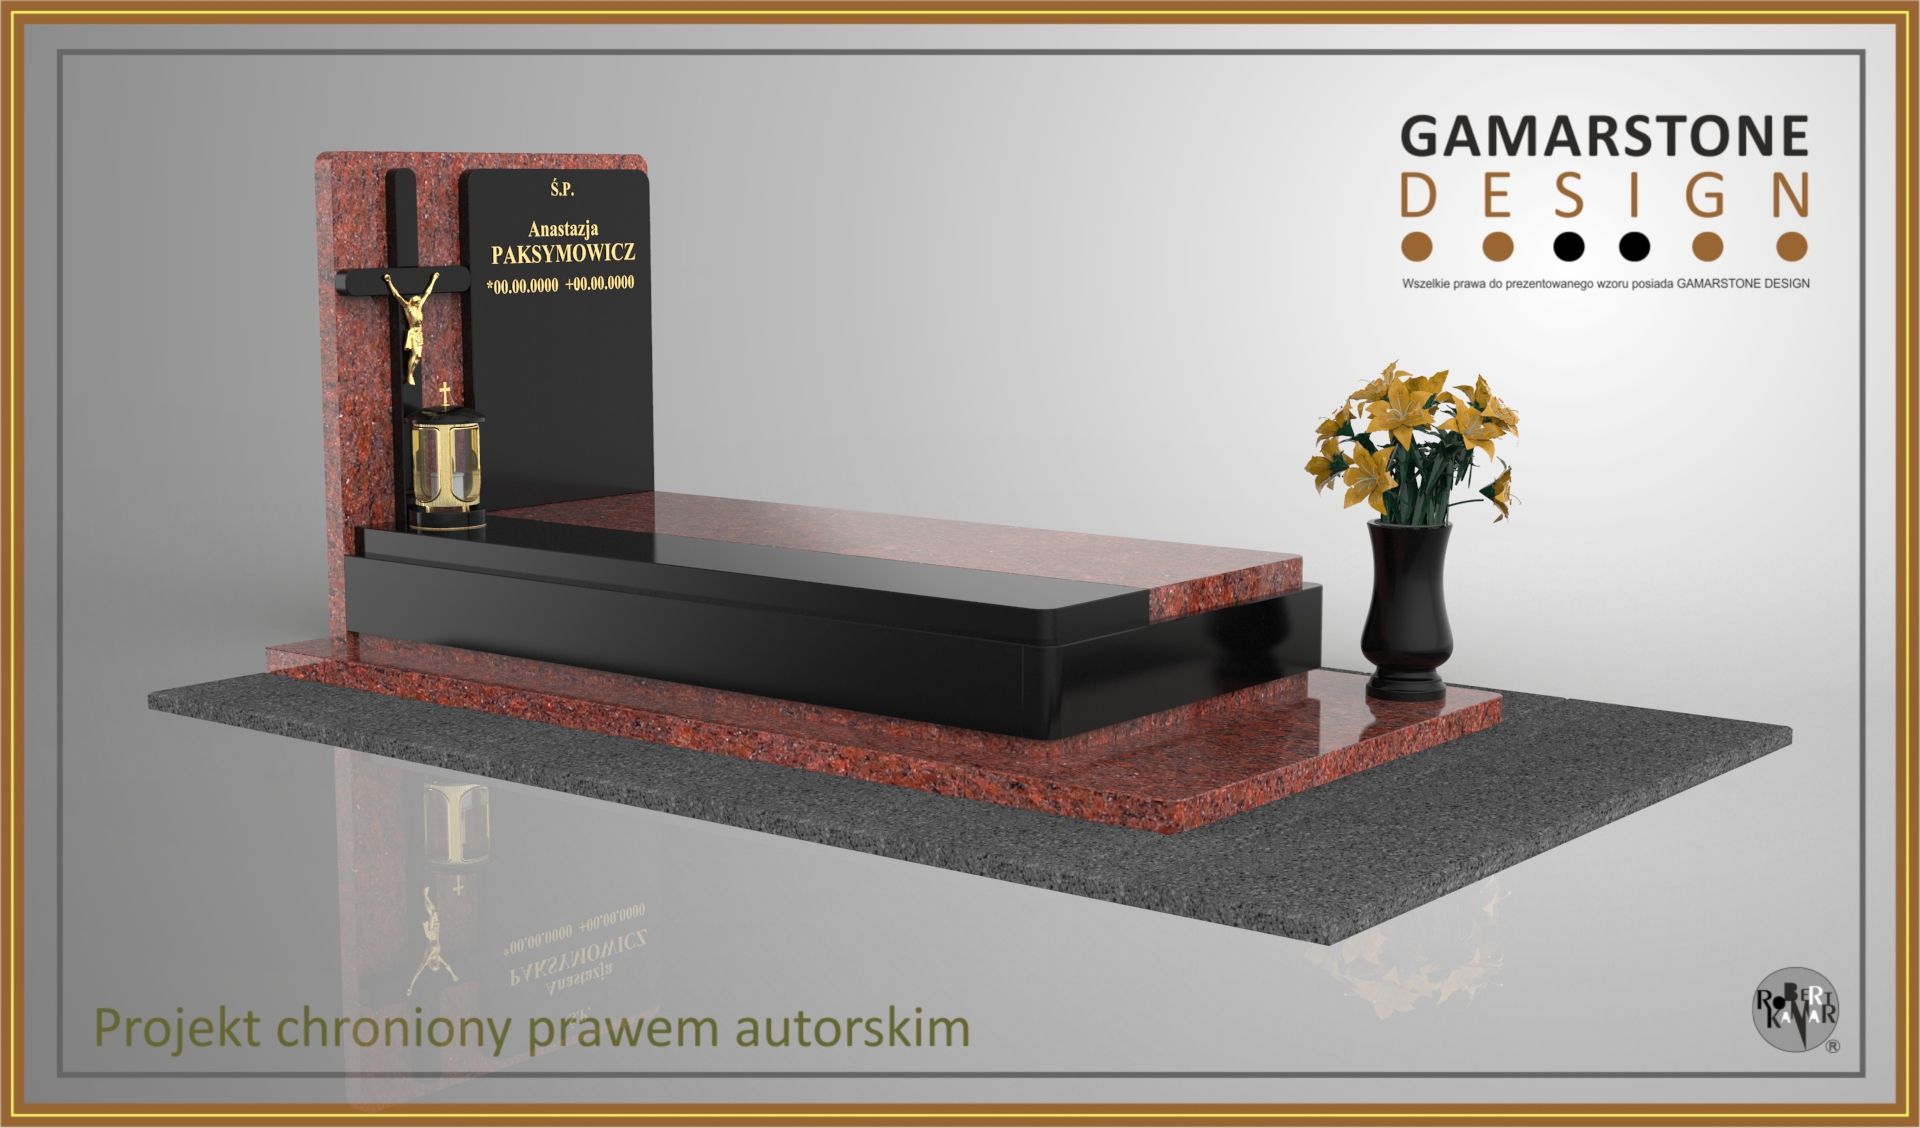 GAMARSTONE
DESIGN
Wszelkie prawa do prezentowanego wzoru posiada GAMARSTONE DESIGN
Ś.P.
Anastazja
PAKSYMOWICZ
*00.00.0000 +00.00.0000
Projekt chroniony prawem autorskim
ROBERT
KAMAR
®